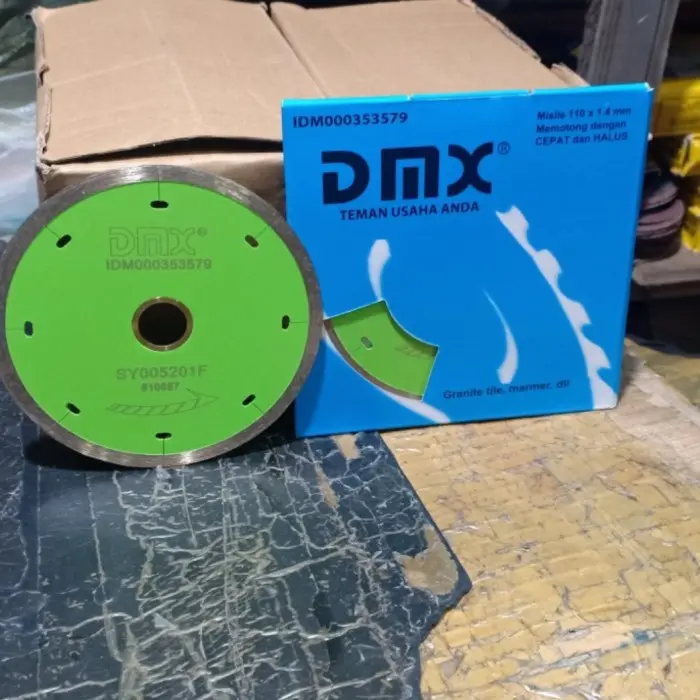 IDM000353579
Misile 110 x 1.4 mm
Memotong dengan
CEPAT dan HALUS
DMX®
TEMAN USAHA ANDA
Granite tile, marmer, dll
DMX®
IDM000353579
SY005201F
#10687